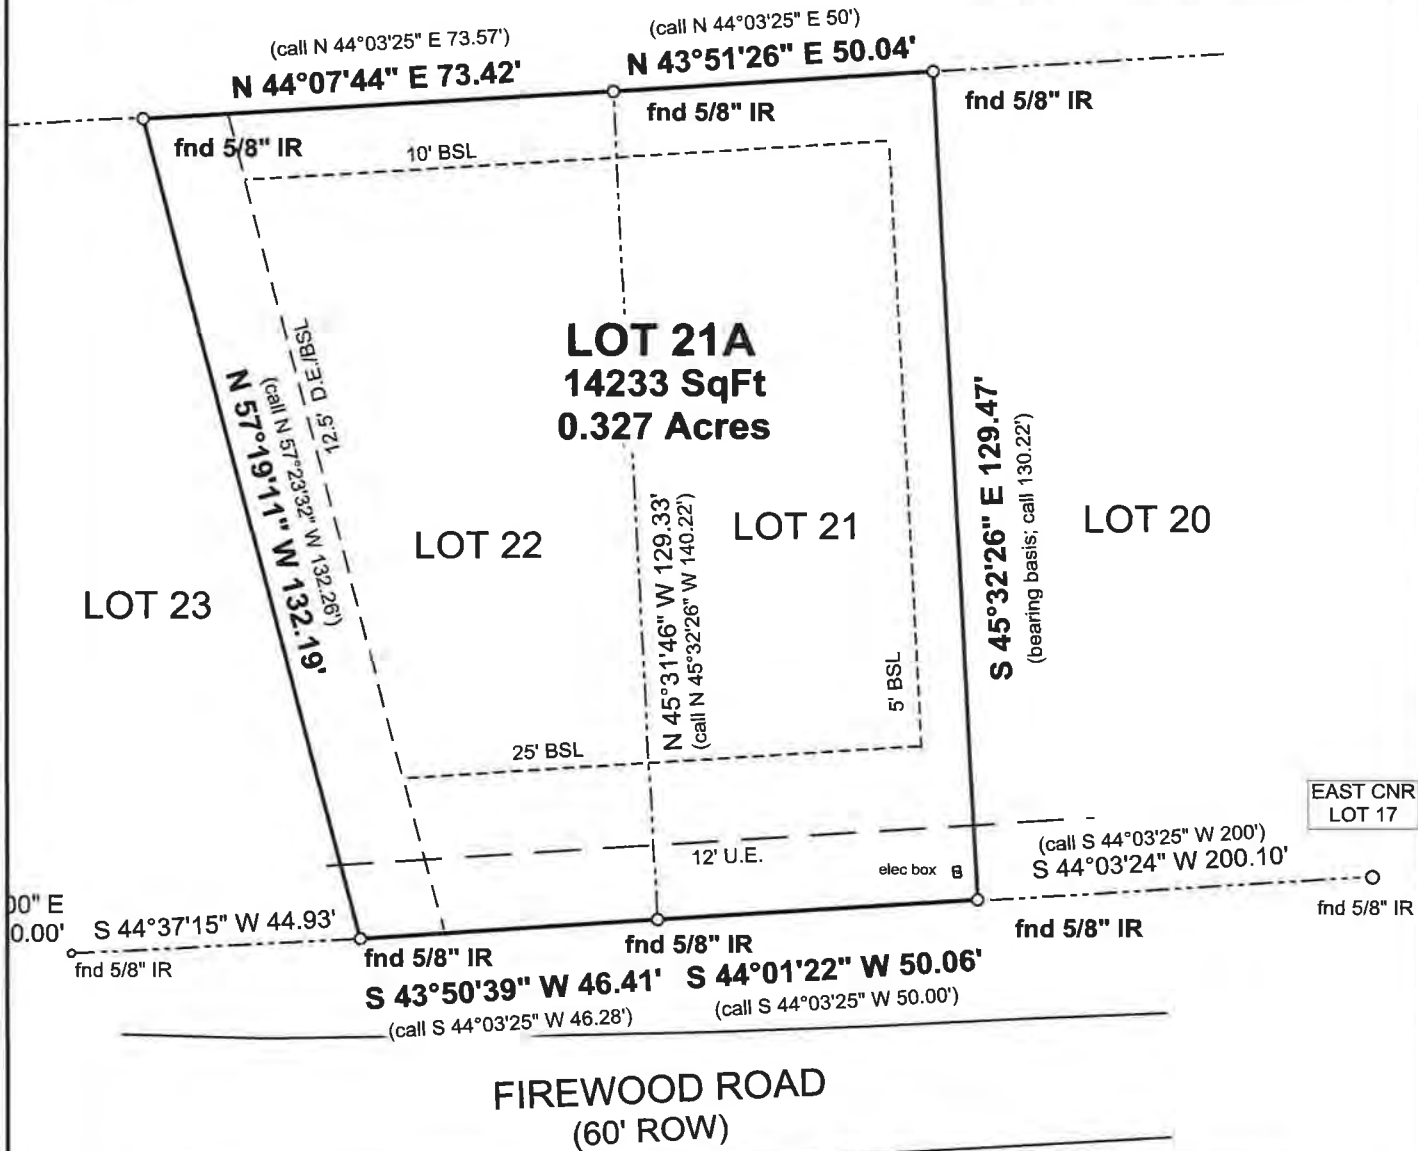 (call N 44°03'25" E 73.57')
N 44°07'44" E 73.42'
(call N 44°03'25" E 50')
N 43°51'26" E 50.04'
fnd 5/8" IR
fnd 5/8" IR
fnd 5/8" IR
10' BSL
LOT 21A
14233 SqFt
0.327 Acres
12.5' D.E./BSL
N 57°19'11" W 132.19'
(call N 57°23'32" W 132.26')
LOT 22
LOT 21
LOT 20
LOT 23
N 45°31'46" W 129.33'
(call N 45°32'26" W 140.22')
S 45°32'26" E 129.47'
(bearing basis; call 130.22')
5' BSL
25' BSL
12' U.E.
elec box
EAST CNR
LOT 17
(call S 44°03'25" W 200')
S 44°03'24" W 200.10'
fnd 5/8" IR
00" E
0.00'
S 44°37'15" W 44.93'
fnd 5/8" IR
fnd 5/8" IR
fnd 5/8" IR
fnd 5/8" IR
S 43°50'39" W 46.41'
(call S 44°03'25" W 46.28')
S 44°01'22" W 50.06'
(call S 44°03'25" W 50.00')
FIREWOOD ROAD
(60' ROW)